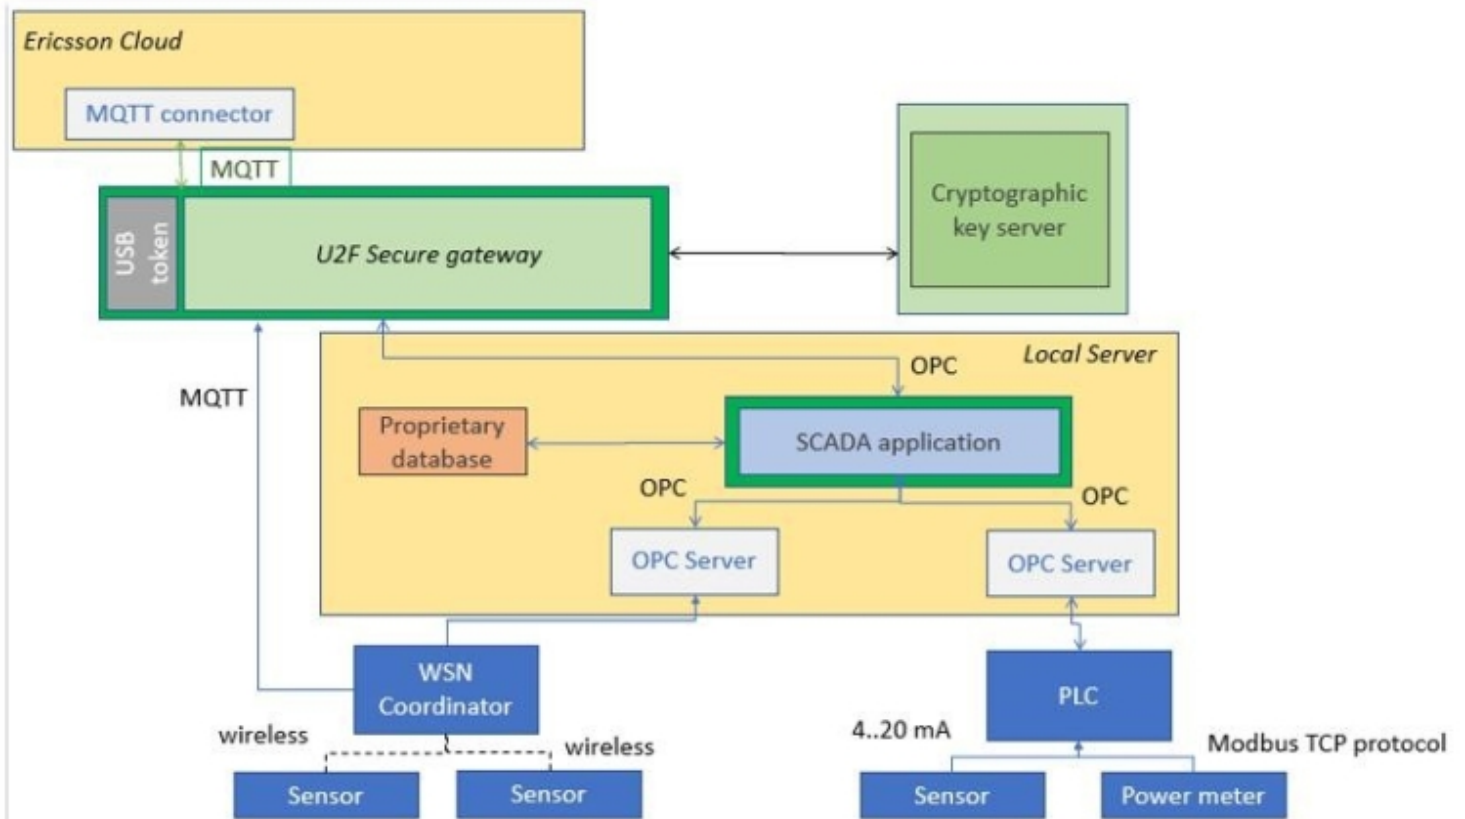 Ericsson Cloud
MQTT connector
MQTT
USB
token
U2F Secure gateway
Cryptographic
key server
Local Server
OPC
MQTT
Proprietary
database
SCADA application
OPC
OPC
OPC Server
OPC Server
WSN
Coordinator
PLC
wireless
wireless
4..20 mA
Modbus TCP protocol
Sensor
Sensor
Sensor
Power meter